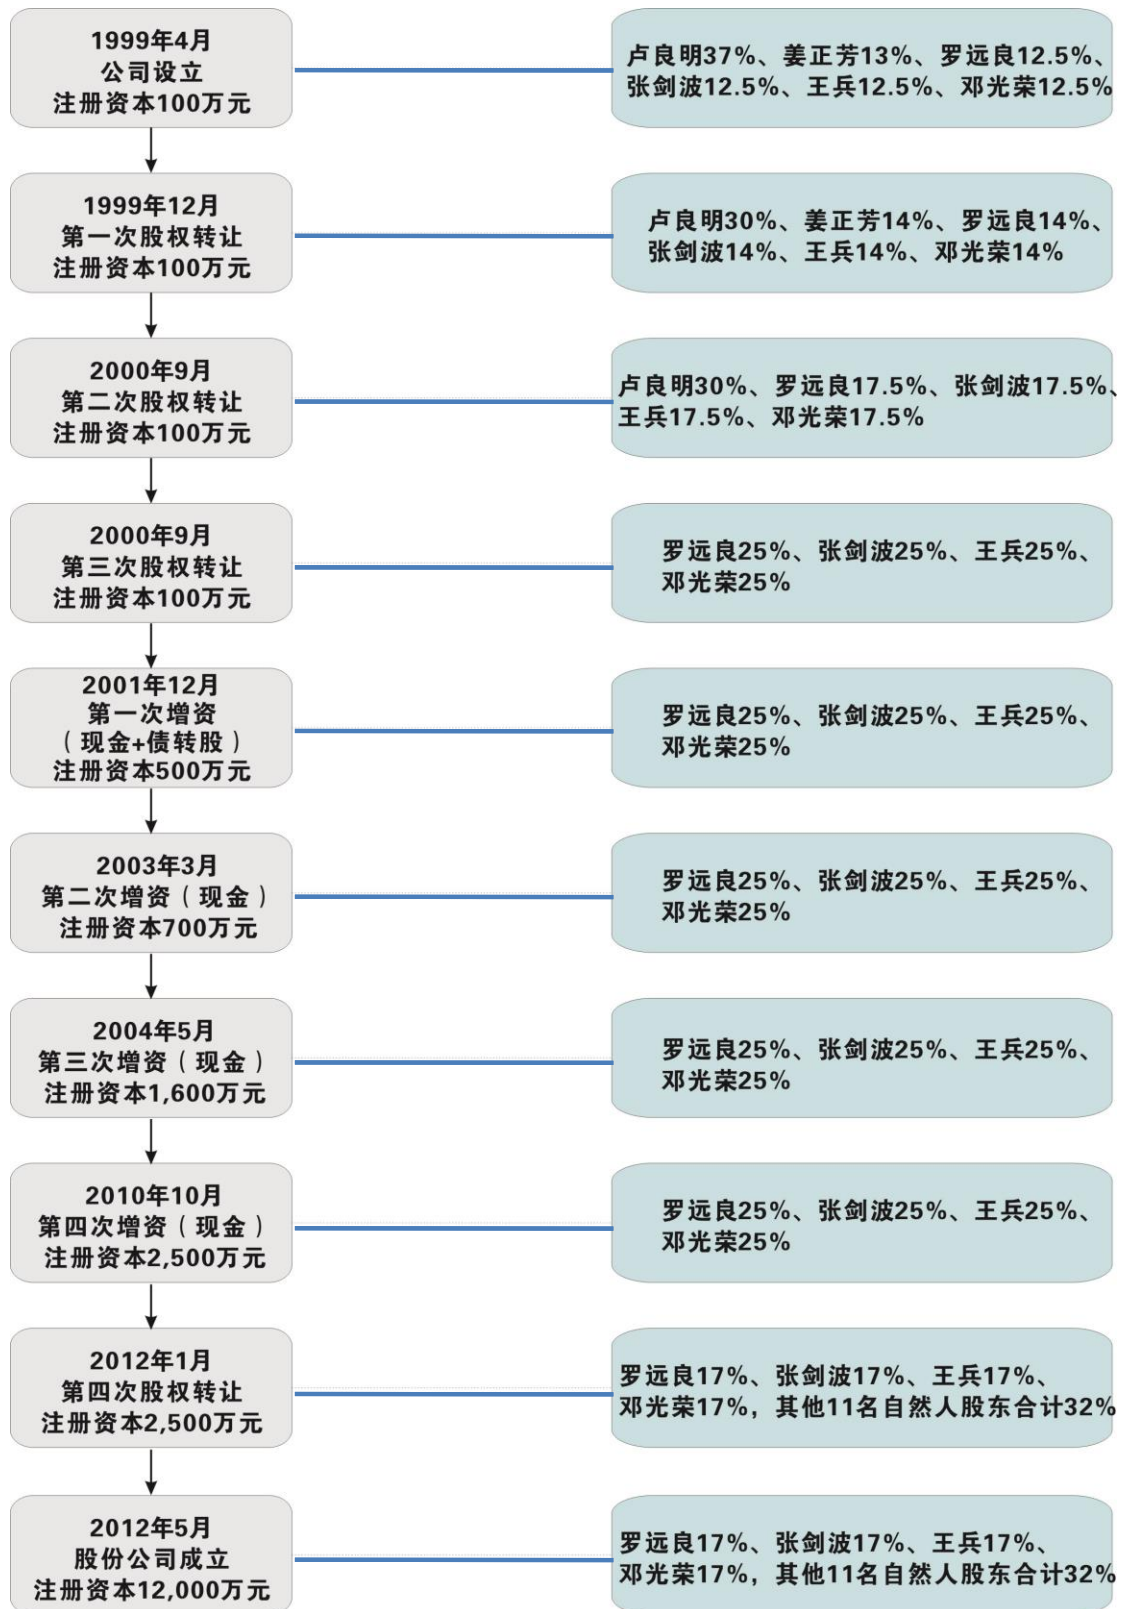 1999年4月
公司设立
注册资本100万元
卢良明37%、姜正芳13%、罗远良12.5%、
张剑波12.5%、王兵12.5%、邓光荣12.5%
1999年12月
第一次股权转让
注册资本100万元
卢良明30%、姜正芳14%、罗远良14%、
张剑波14%、王兵14%、邓光荣14%
2000年9月
第二次股权转让
注册资本100万元
卢良明30%、罗远良17.5%、张剑波17.5%、
王兵17.5%、邓光荣17.5%
2000年9月
第三次股权转让
注册资本100万元
罗远良25%、张剑波25%、王兵25%、
邓光荣25%
2001年12月
第一次增资
（现金+债转股）
注册资本500万元
罗远良25%、张剑波25%、王兵25%、
邓光荣25%
2003年3月
第二次增资（现金）
注册资本700万元
罗远良25%、张剑波25%、王兵25%、
邓光荣25%
2004年5月
第三次增资（现金）
注册资本1,600万元
罗远良25%、张剑波25%、王兵25%、
邓光荣25%
2010年10月
第四次增资（现金）
注册资本2,500万元
罗远良25%、张剑波25%、王兵25%、
邓光荣25%
2012年1月
第四次股权转让
注册资本2,500万元
罗远良17%、张剑波17%、王兵17%、
邓光荣17%，其他11名自然人股东合计32%
2012年5月
股份公司成立
注册资本12,000万元
罗远良17%、张剑波17%、王兵17%、
邓光荣17%，其他11名自然人股东合计32%